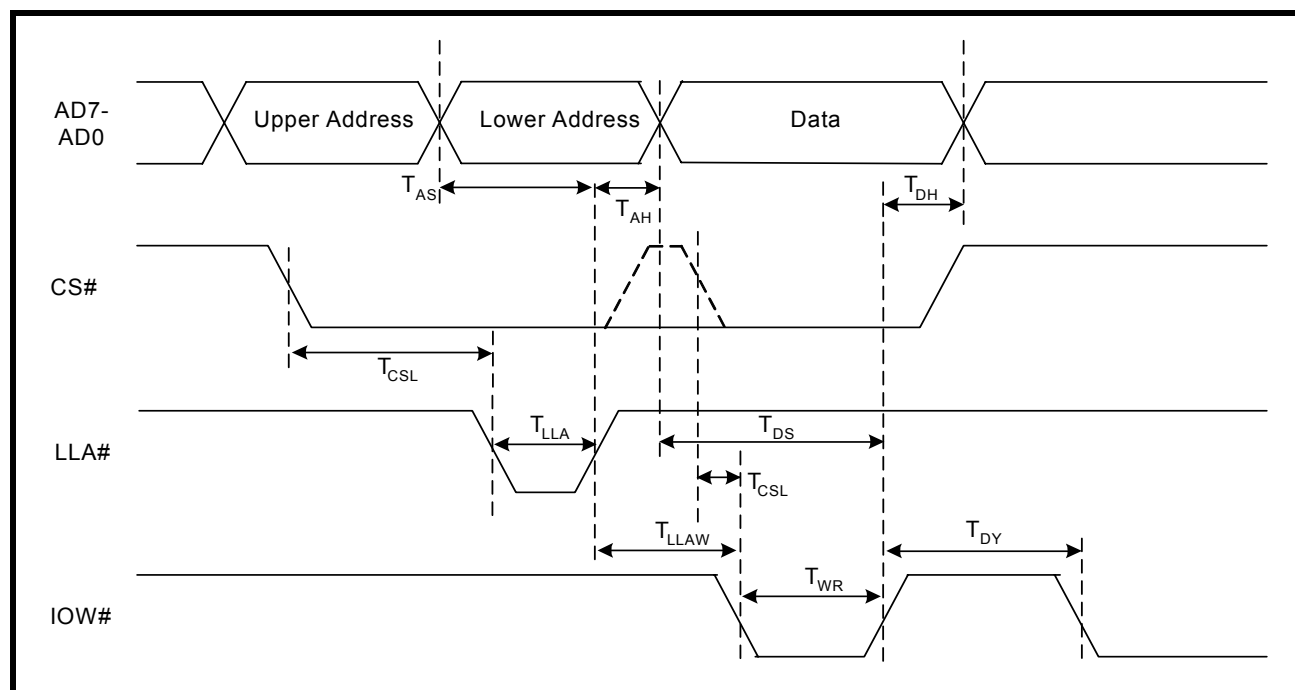 AD7-
AD0
Upper Address
Lower Address
Data
TAS
TAH
TDH
CS#
TCSL
LLA#
TLLA
TDS
TCSL
TLLAW
TDY
TWR
IOW#